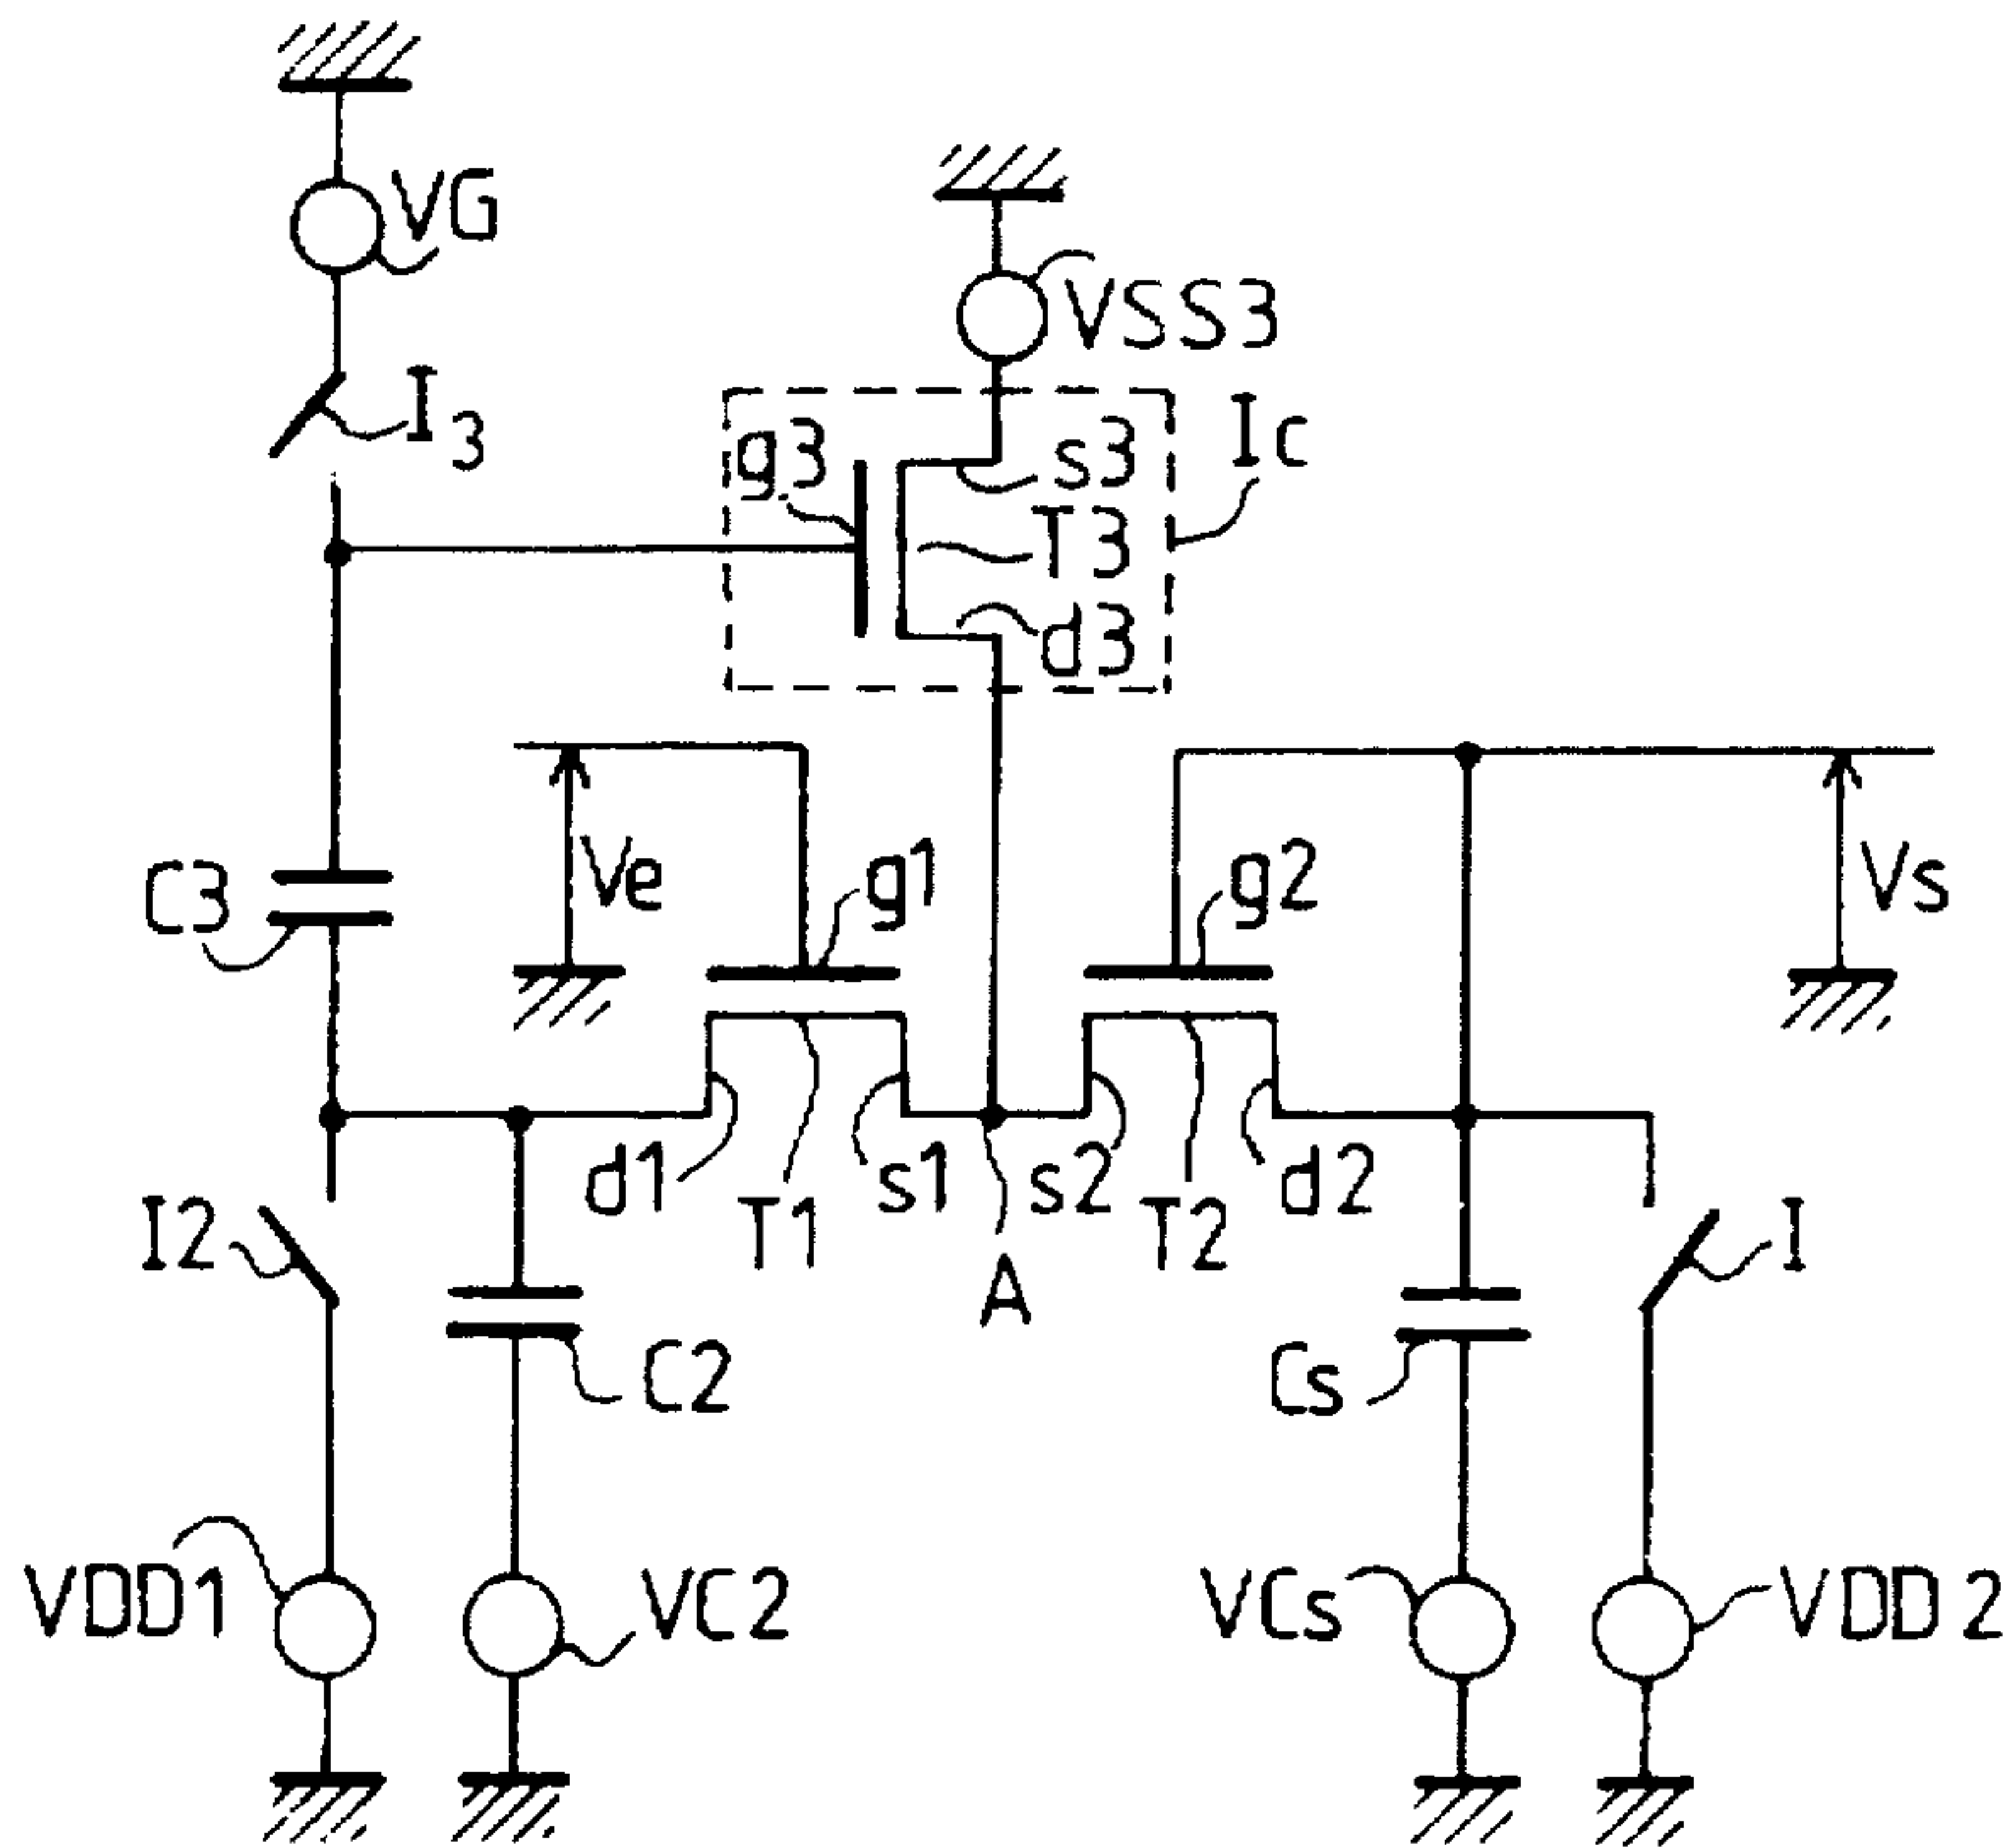 VG
VSS3
I3
g3
s3
Ic
T3
d3
C3
Ve
g1
g2
Vs
d1
T1
s1
s2
T2
d2
I2
I
A
C2
Cs
VDD1
VC2
VCs
VDD2